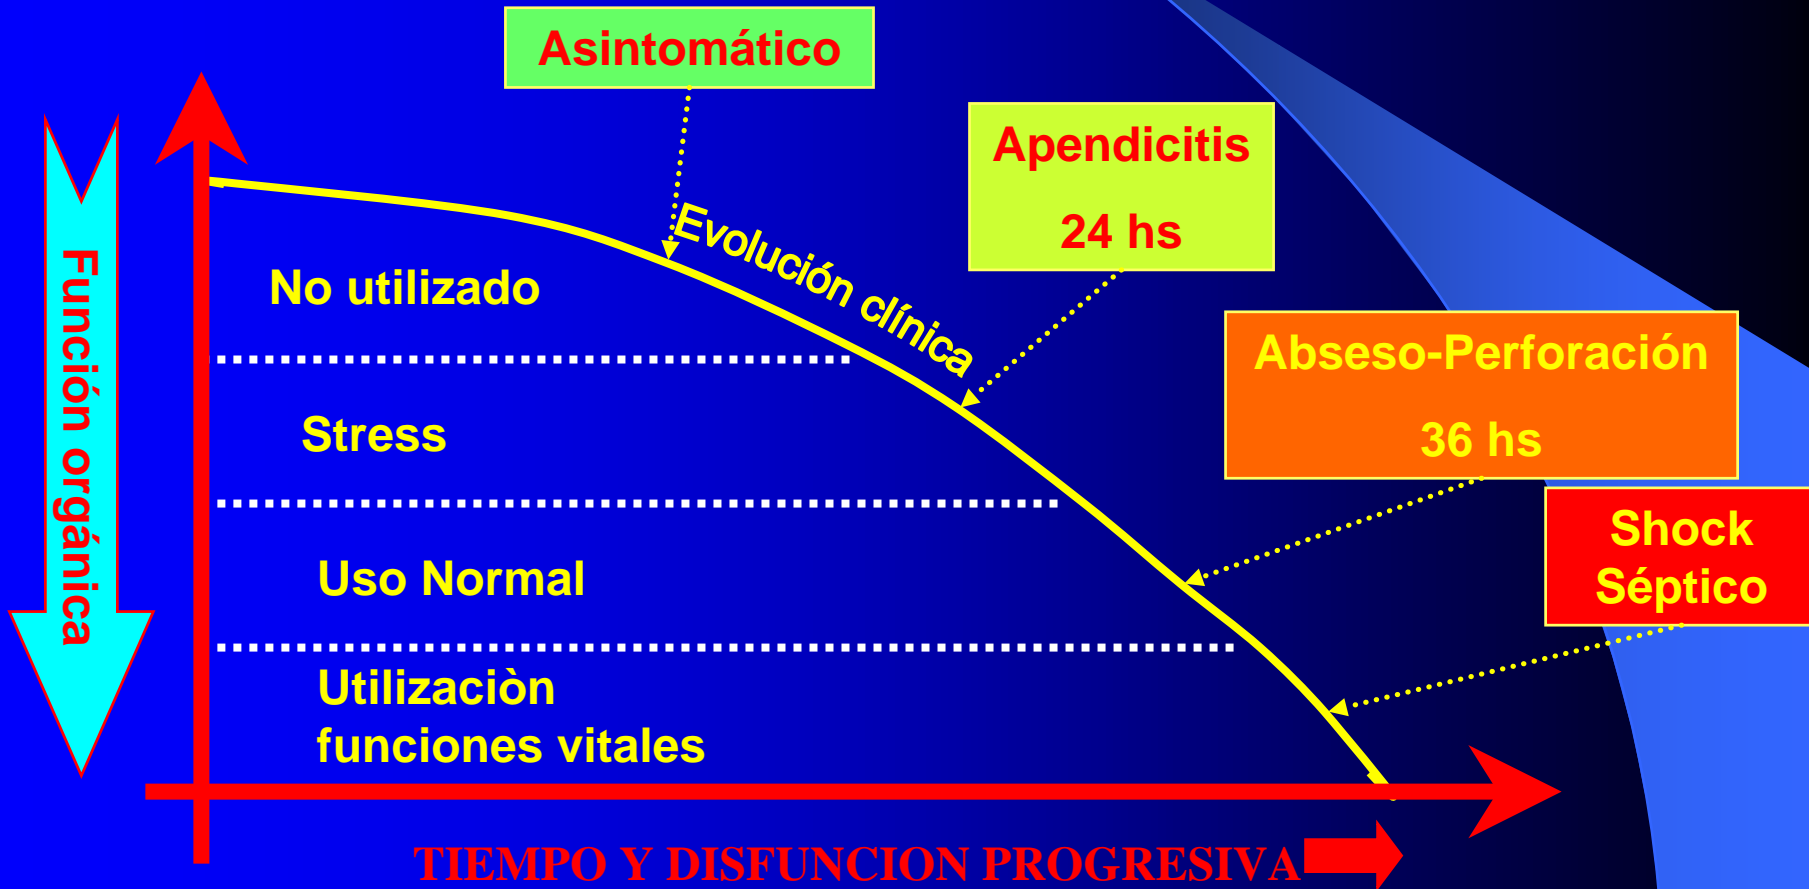 Asintomático
Apendicitis
24 hs
Evolución clínica
Función orgánica
No utilizado
Abseso-Perforación
36 hs
Stress
Shock
Séptico
Uso Normal
Utilizaciòn
funciones vitales
TIEMPO Y DISFUNCION PROGRESIVA